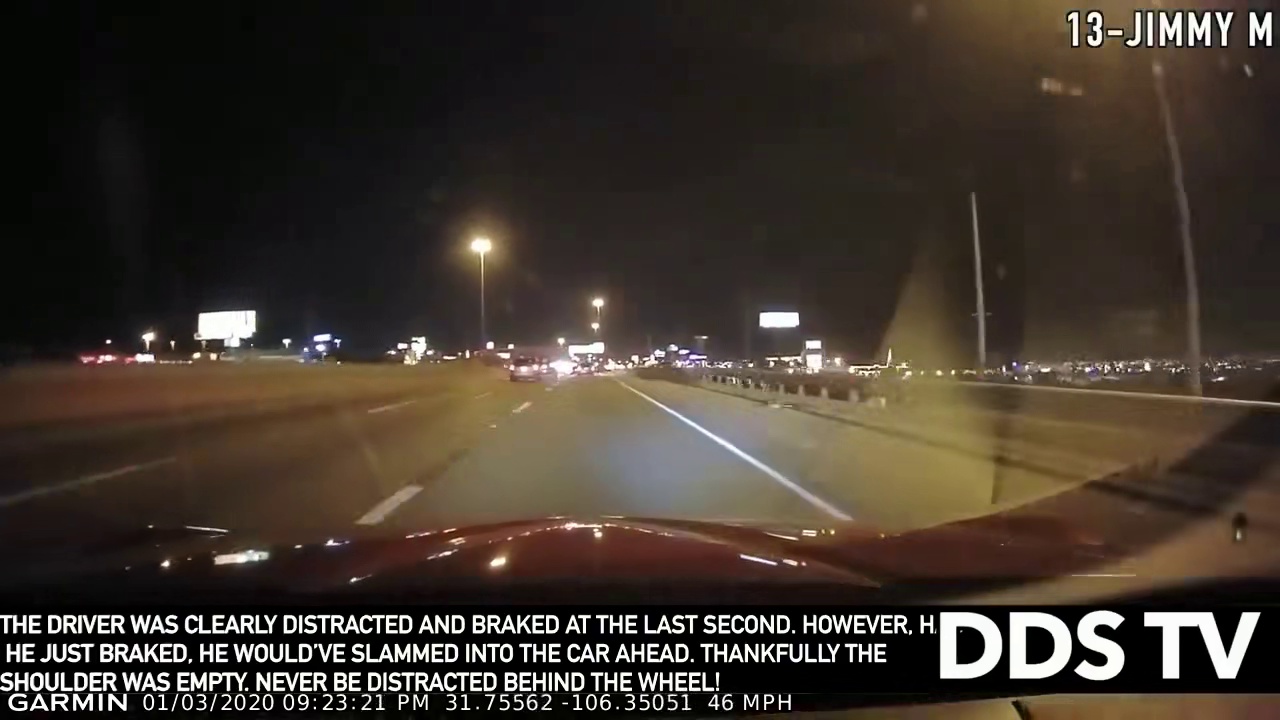 13-JIMMY M
THE DRIVER WAS CLEARLY DISTRACTED AND BRAKED AT THE LAST SECOND. HOWEVER, HA
HE JUST BRAKED, HE WOULD'VE SLAMMED INTO THE CAR AHEAD. THANKFULLY THE
SHOULDER WAS EMPTY. NEVER BE DISTRACTED BEHIND THE WHEEL!
DDS TV
GARMIN 01/03/2020 09:23:21 PM 31.75562 -106.35051 46 MPH